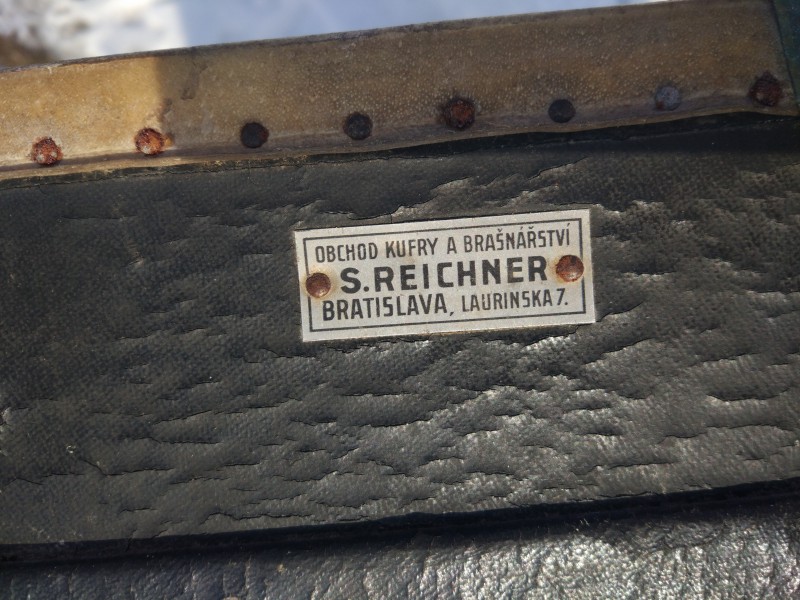 OBCHOD KUFRY A BRAŠNÁŘSTVÍ
S.REICHNER
BRATISLAVA, LAURINSKA 7.